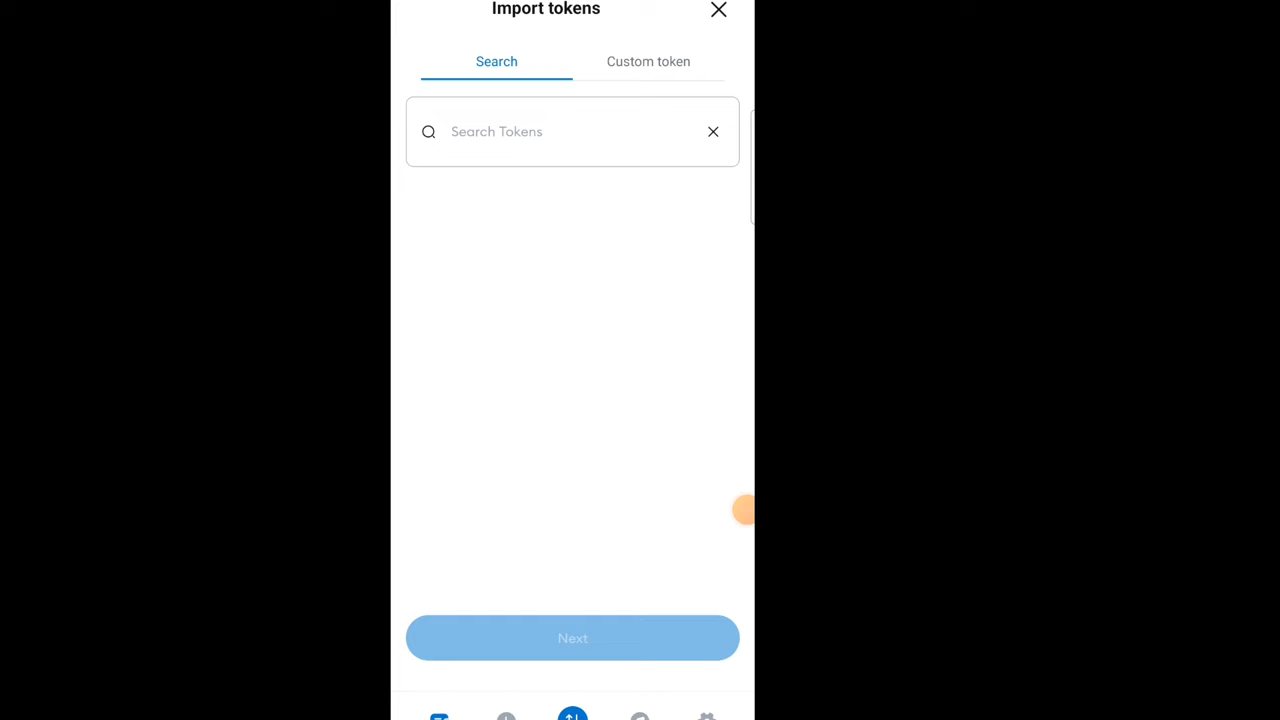 Import tokens
Search
Custom token
Search Tokens
Next